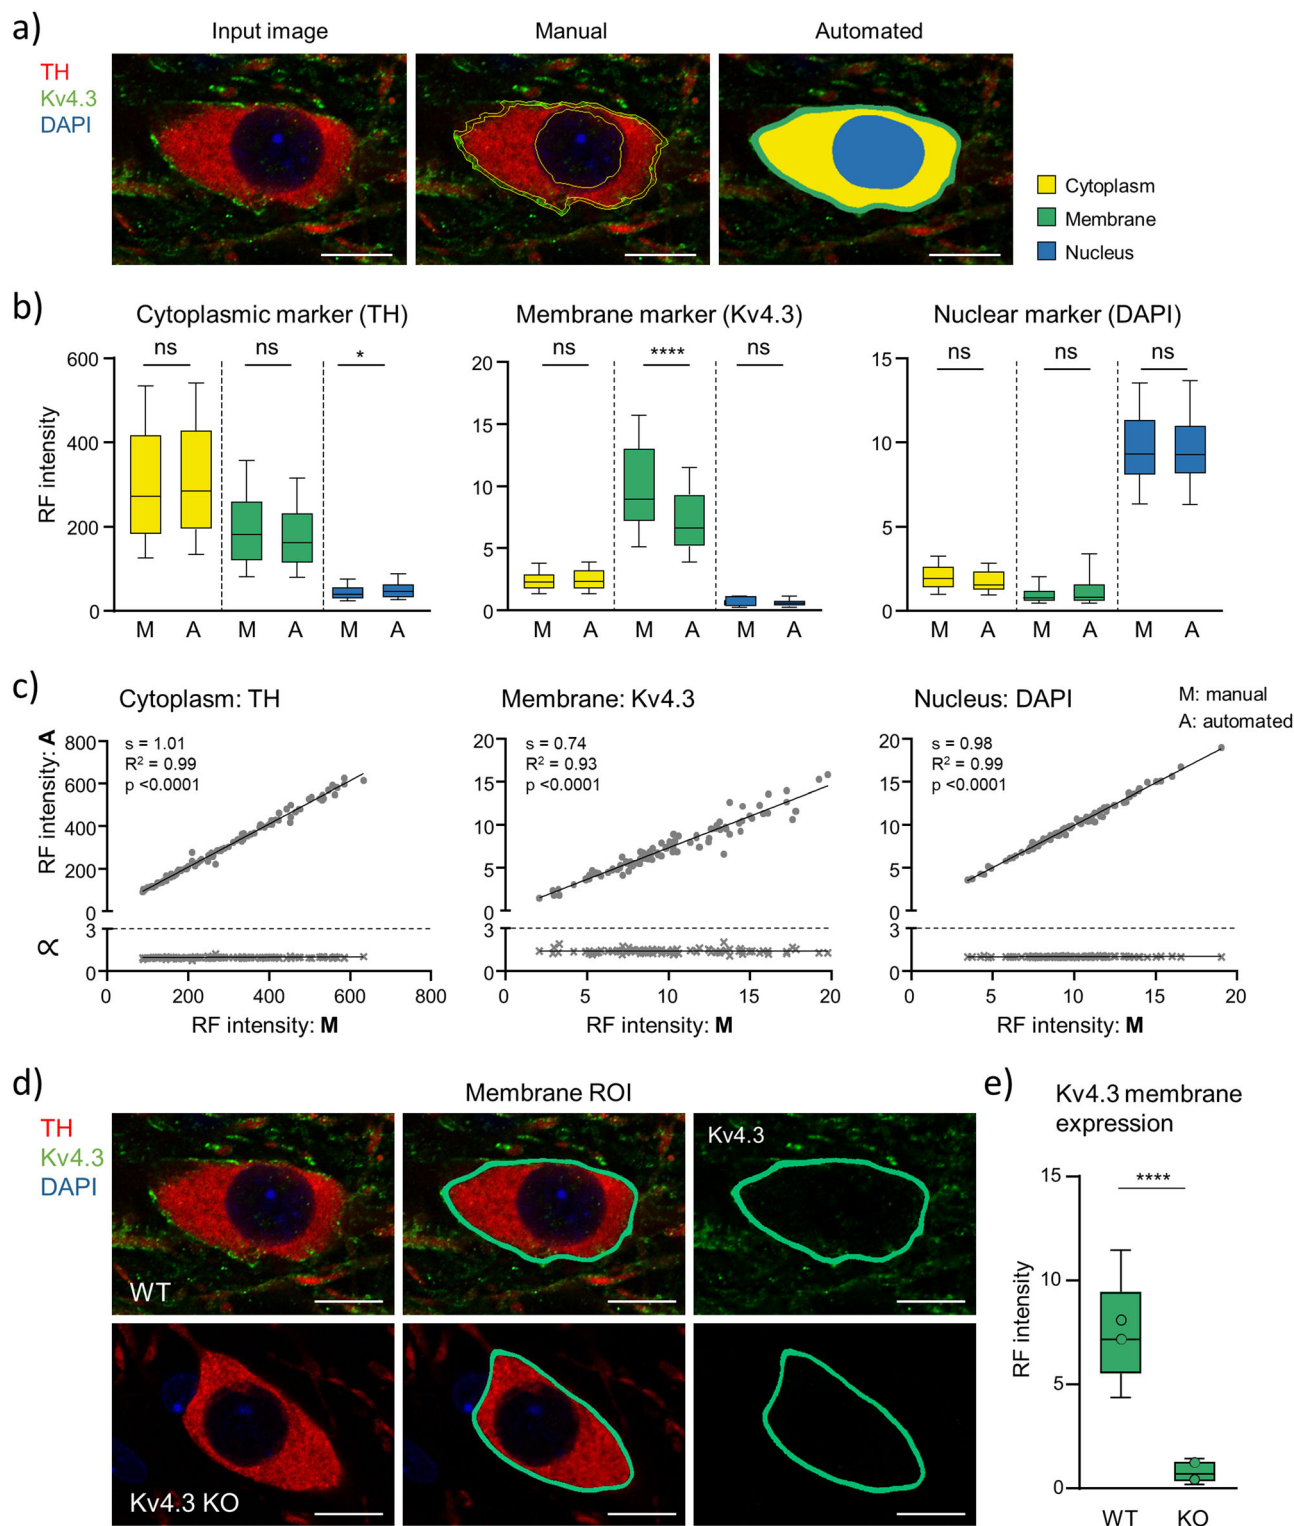 a)
Input image
Manual
Automated
TH
Kv4.3
DAPI
Cytoplasm
Membrane
Nucleus
b)
Cytoplasmic marker (TH)
Membrane marker (Kv4.3)
Nuclear marker (DAPI)
ns ns *
ns **** ns
ns ns ns
RF intensity
600
400
200
0
M A M A M A
20
15
10
5
0
M A M A M A
15
10
5
0
M A M A M A
c)
Cytoplasm: TH
Membrane: Kv4.3
Nucleus: DAPI
M: manual
A: automated
RF intensity: A
800
600
400
200
0
s = 1.01
R² = 0.99
p <0.0001
∝
3
0
0 200 400 600 800
RF intensity: M
20
15
10
5
0
s = 0.74
R² = 0.93
p <0.0001
3
0
0 5 10 15 20
RF intensity: M
20
15
10
5
0
s = 0.98
R² = 0.99
p <0.0001
3
0
0 5 10 15 20
RF intensity: M
d)
Membrane ROI
TH
Kv4.3
DAPI
Kv4.3
WT
Kv4.3 KO
e)
Kv4.3 membrane
expression
RF intensity
15
10
5
0
****
WT KO